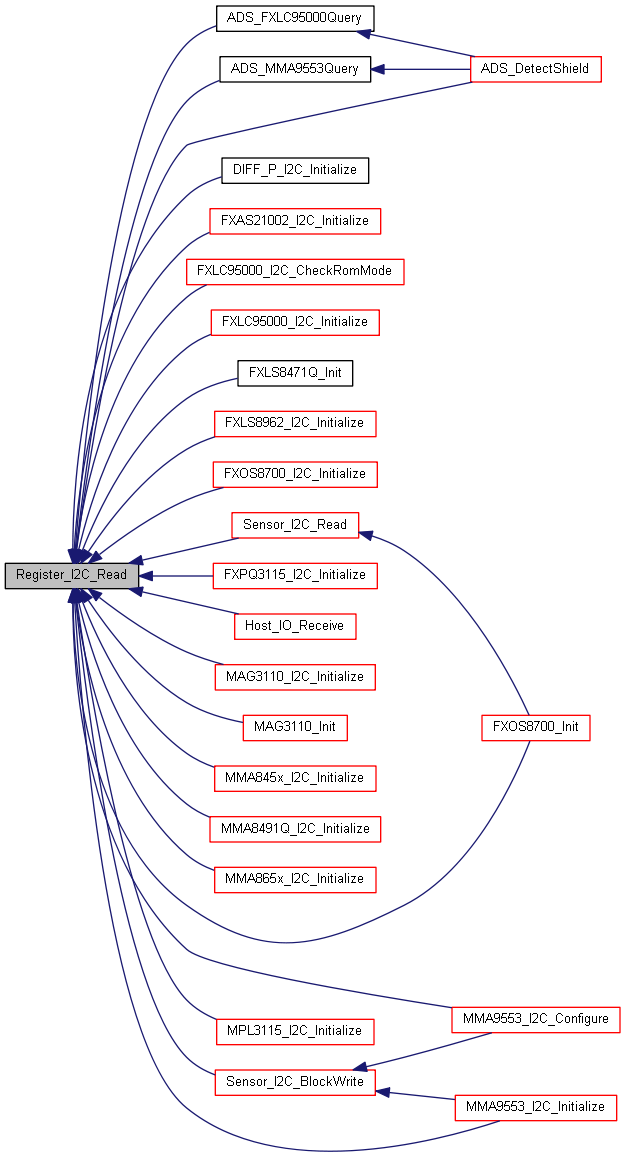 ADS_FXLC95000Query
ADS_MMA9553Query
ADS_DetectShield
DIFF_P_I2C_Initialize
FXAS21002_I2C_Initialize
FXLC95000_I2C_CheckRomMode
FXLC95000_I2C_Initialize
FXLS8471Q_Init
FXLS8962_I2C_Initialize
FXOS8700_I2C_Initialize
Sensor_I2C_Read
Register_I2C_Read
FXPQ3115_I2C_Initialize
Host_IO_Receive
MAG3110_I2C_Initialize
MAG3110_Init
FXOS8700_Init
MMA845x_I2C_Initialize
MMA8491Q_I2C_Initialize
MMA865x_I2C_Initialize
MMA9553_I2C_Configure
MPL3115_I2C_Initialize
Sensor_I2C_BlockWrite
MMA9553_I2C_Initialize